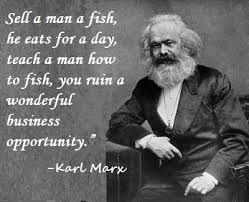 Sell a man a fish,
he eats for a day,
teach a man how
to fish, you ruin a
wonderful
business
opportunity.”
-Karl Marx